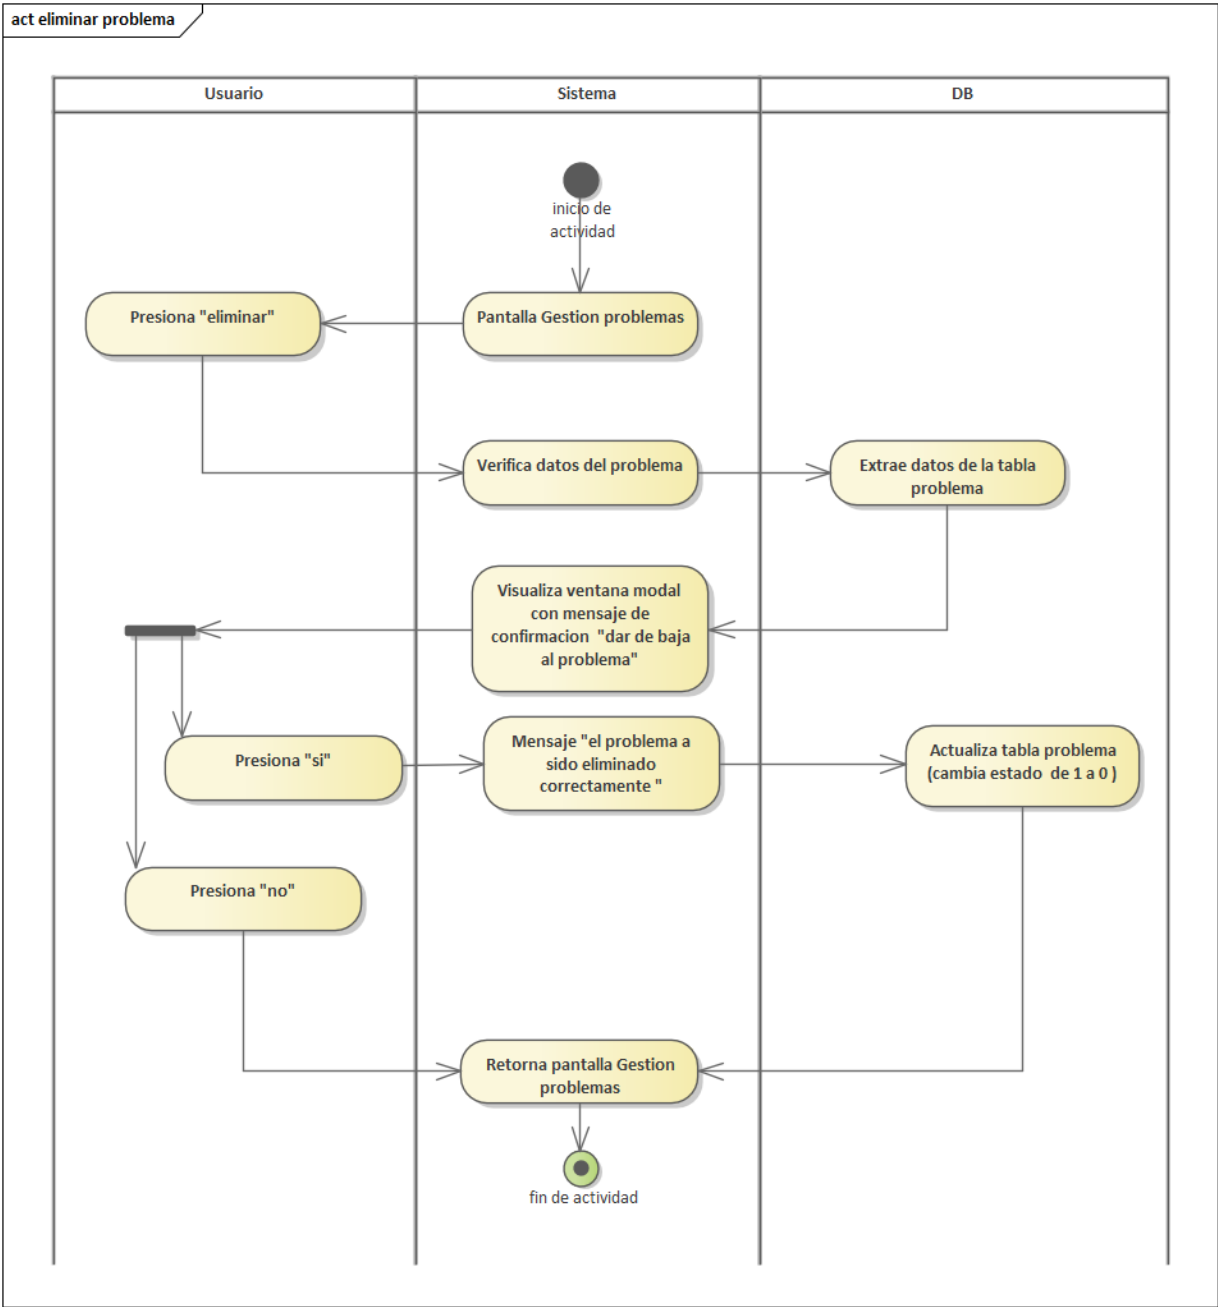 act eliminar problema
Usuario
Sistema
DB
inicio de
actividad
Presiona "eliminar"
Pantalla Gestion problemas
Verifica datos del problema
Extrae datos de la tabla
problema
Visualiza ventana modal
con mensaje de
confirmacion "dar de baja
al problema"
Presiona "si"
Mensaje "el problema a
sido eliminado
correctamente "
Actualiza tabla problema
(cambia estado de 1 a 0 )
Presiona "no"
Retorna pantalla Gestion
problemas
fin de actividad